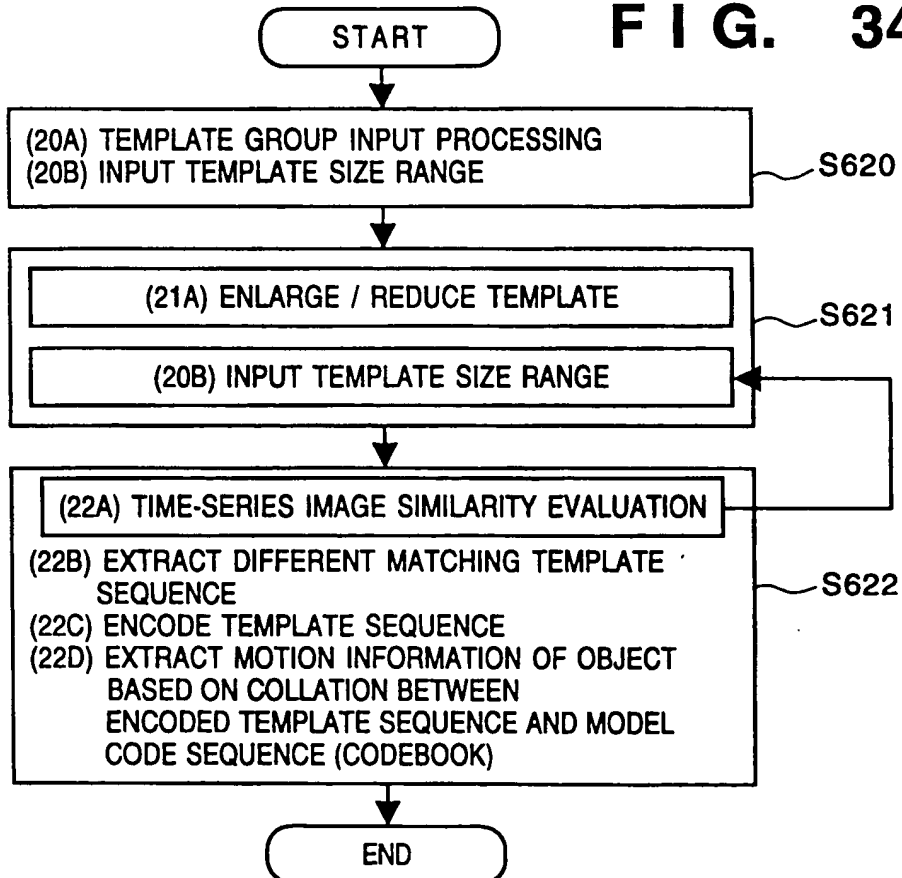 FIG. 34
START
(20A) TEMPLATE GROUP INPUT PROCESSING
(20B) INPUT TEMPLATE SIZE RANGE
S620
(21A) ENLARGE / REDUCE TEMPLATE
S621
(20B) INPUT TEMPLATE SIZE RANGE
(22A) TIME-SERIES IMAGE SIMILARITY EVALUATION
(22B) EXTRACT DIFFERENT MATCHING TEMPLATE
SEQUENCE
S622
(22C) ENCODE TEMPLATE SEQUENCE
(22D) EXTRACT MOTION INFORMATION OF OBJECT
BASED ON COLLATION BETWEEN
ENCODED TEMPLATE SEQUENCE AND MODEL
CODE SEQUENCE (CODEBOOK)
END